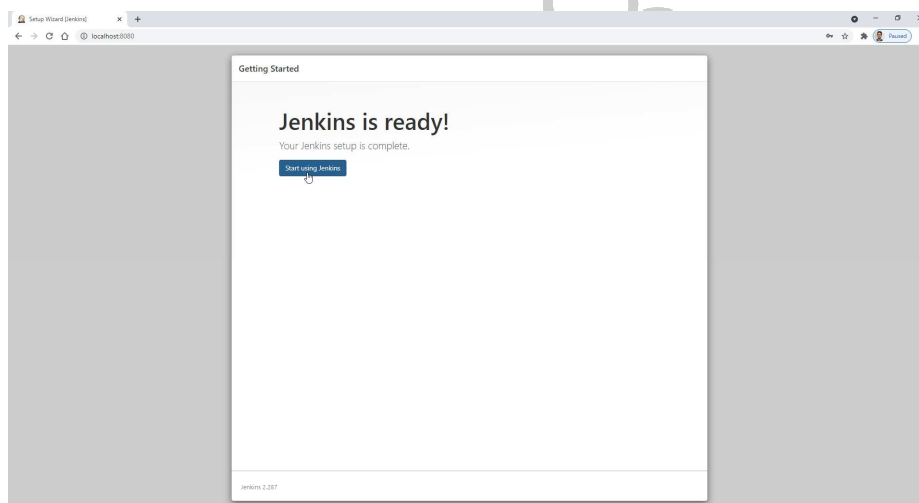 Setup Wizard [Jenkins]
localhost:8080
Paused
Getting Started
Jenkins is ready!
Your Jenkins setup is complete.
Start using Jenkins
Jenkins 2.287